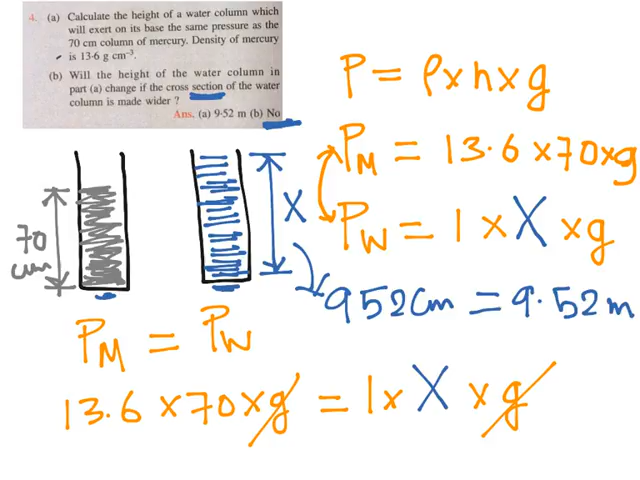 4. (a) Calculate the height of a water column which
will exert on its base the same pressure as the
70 cm column of mercury. Density of mercury
is 13·6 g cm⁻³.
(b) Will the height of the water column in
part (a) change if the cross section of the water
column is made wider ?
Ans. (a) 9·52 m (b) No
P = ρ x h x g
P_M = 13.6 x 70 x g
P_W = 1 x X x g
70
cm
X
952 cm = 9.52 m
P_M = P_W
13.6 x 70 x g = 1 x X x g